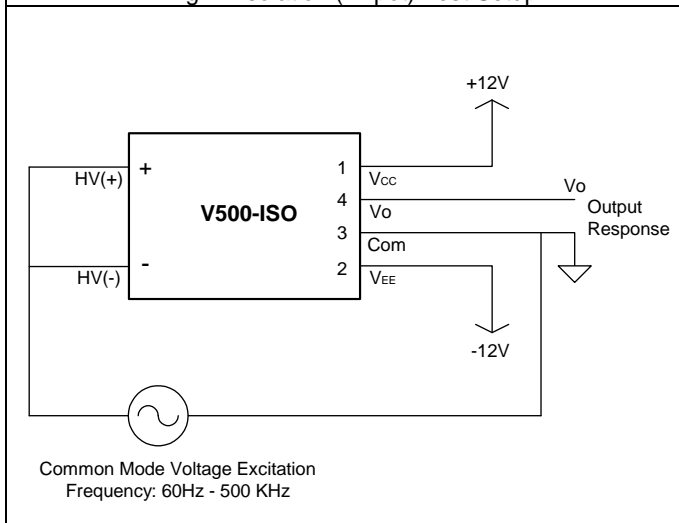 +12V
HV(+)
+
1
Vcc
V500-ISO
4
Vo
Vo
Output
Response
3
Com
HV(-)
-
2
VEE
-12V
Common Mode Voltage Excitation
Frequency: 60Hz - 500 KHz